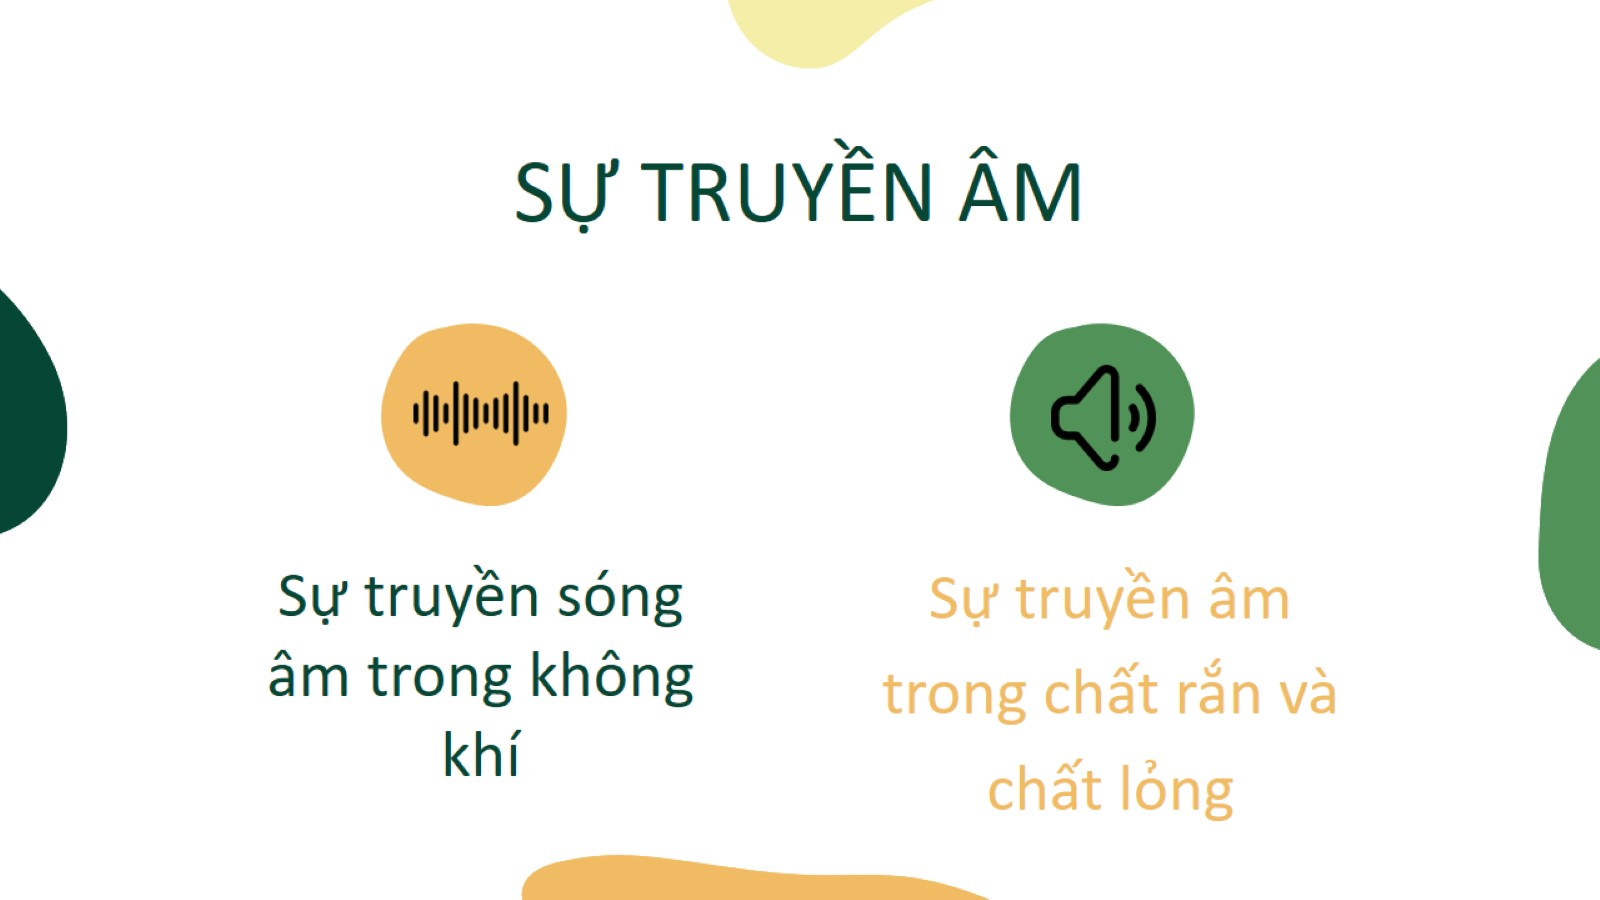 SỰ TRUYỀN ÂM
Sự truyền sóng
âm trong không
khí
Sự truyền âm
trong chất rắn và
chất lỏng